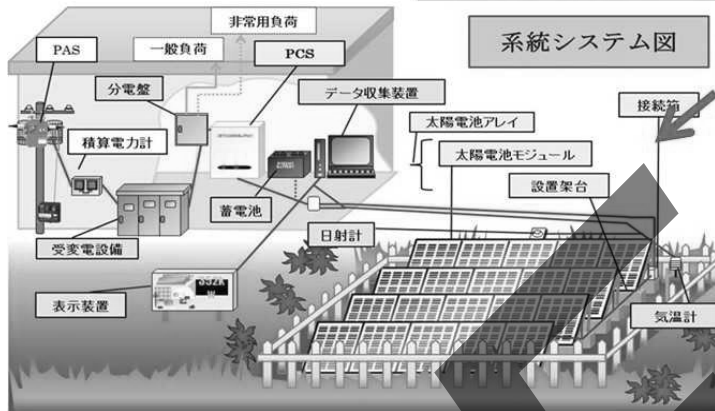 非常用負荷
系統システム図
PAS
一般負荷
PCS
分電盤
データ収集装置
接続箱
太陽電池アレイ
積算電力計
太陽電池モジュール
設置架台
蓄電池
日射計
受変電設備
表示装置
気温計